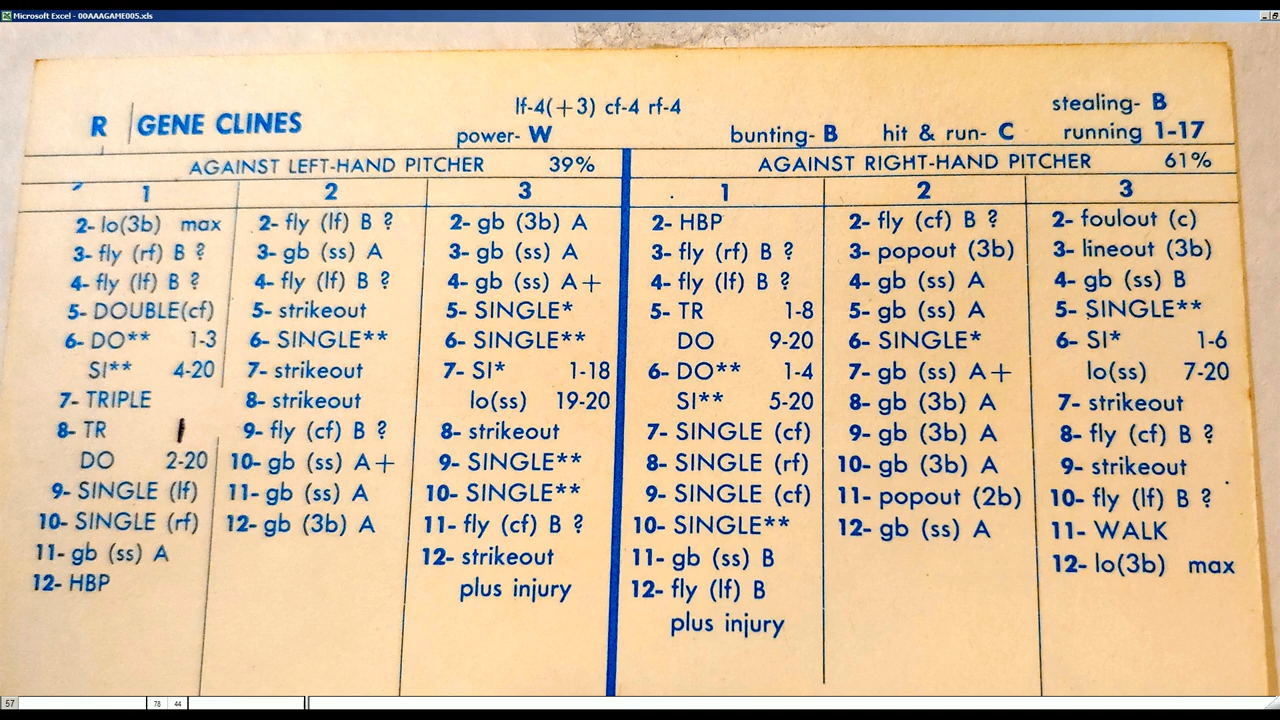 Microsoft Excel - 00AAAGAME005.xls
R GENE CLINES
lf-4(+3) cf-4 rf-4
power- W
bunting- B hit & run- C
stealing- B
running 1-17
AGAINST LEFT-HAND PITCHER 39%
1 2 3
2- lo(3b) max
3- fly (rf) B ?
4- fly (lf) B ?
5- DOUBLE(cf)
6- DO** 1-3
SI** 4-20
7- TRIPLE
8- TR 1
DO 2-20
9- SINGLE (lf)
10- SINGLE (rf)
11- gb (ss) A
12- HBP
2- fly (lf) B ?
3- gb (ss) A
4- fly (lf) B ?
5- strikeout
6- SINGLE**
7- strikeout
8- strikeout
9- fly (cf) B ?
10- gb (ss) A+
11- gb (ss) A
12- gb (3b) A
2- gb (3b) A
3- gb (ss) A
4- gb (ss) A+
5- SINGLE*
6- SINGLE**
7- SI* 1-18
lo(ss) 19-20
8- strikeout
9- SINGLE**
10- SINGLE**
11- fly (cf) B ?
12- strikeout
plus injury
AGAINST RIGHT-HAND PITCHER 61%
1 2 3
2- HBP
3- fly (rf) B ?
4- fly (lf) B ?
5- TR 1-8
DO 9-20
6- DO** 1-4
SI** 5-20
7- SINGLE (cf)
8- SINGLE (rf)
9- SINGLE (cf)
10- SINGLE**
11- gb (ss) B
12- fly (lf) B
plus injury
2- fly (cf) B ?
3- popout (3b)
4- gb (ss) A
5- gb (ss) A
6- SINGLE*
7- gb (ss) A+
8- gb (3b) A
9- gb (3b) A
10- gb (3b) A
11- popout (2b)
12- gb (ss) A
2- foulout (c)
3- lineout (3b)
4- gb (ss) B
5- SINGLE**
6- SI* 1-6
lo(ss) 7-20
7- strikeout
8- fly (cf) B ?
9- strikeout
10- fly (lf) B ?
11- WALK
12- lo(3b) max
57 78 44